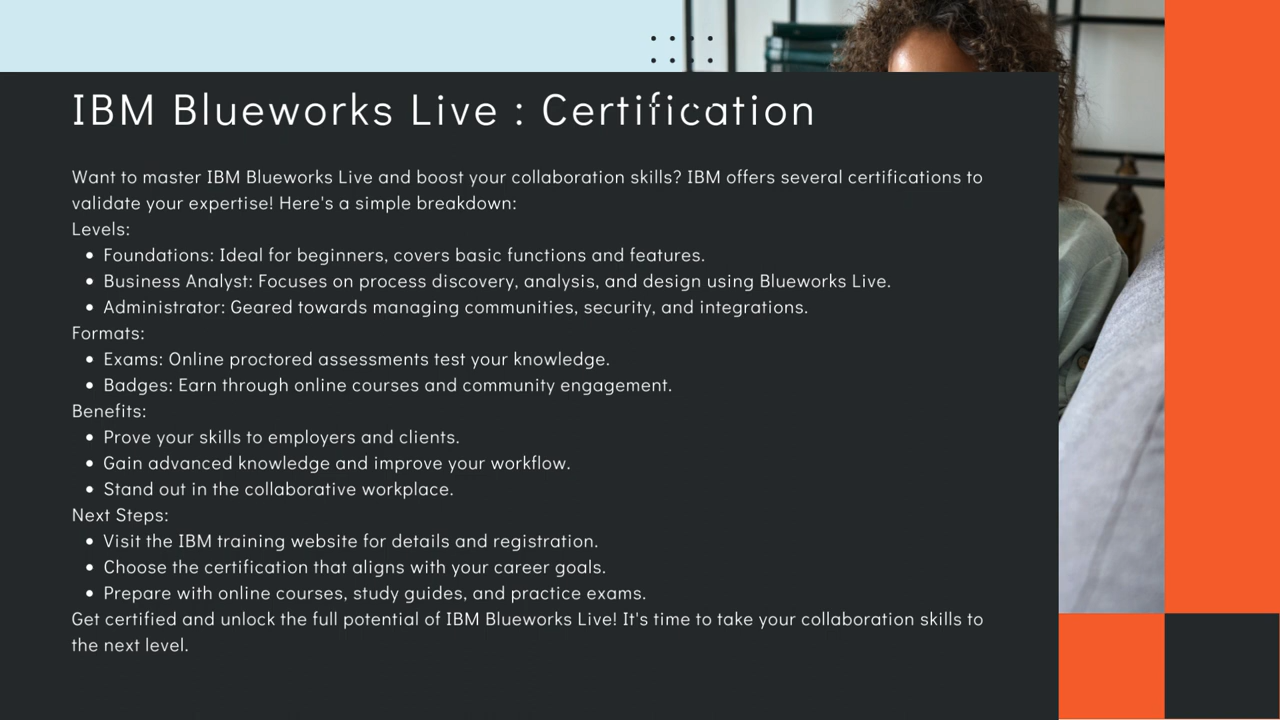 IBM Blueworks Live : Certification
Want to master IBM Blueworks Live and boost your collaboration skills? IBM offers several certifications to
validate your expertise! Here's a simple breakdown:
Levels:
• Foundations: Ideal for beginners, covers basic functions and features.
• Business Analyst: Focuses on process discovery, analysis, and design using Blueworks Live.
• Administrator: Geared towards managing communities, security, and integrations.
Formats:
• Exams: Online proctored assessments test your knowledge.
• Badges: Earn through online courses and community engagement.
Benefits:
• Prove your skills to employers and clients.
• Gain advanced knowledge and improve your workflow.
• Stand out in the collaborative workplace.
Next Steps:
• Visit the IBM training website for details and registration.
• Choose the certification that aligns with your career goals.
• Prepare with online courses, study guides, and practice exams.
Get certified and unlock the full potential of IBM Blueworks Live! It's time to take your collaboration skills to
the next level.